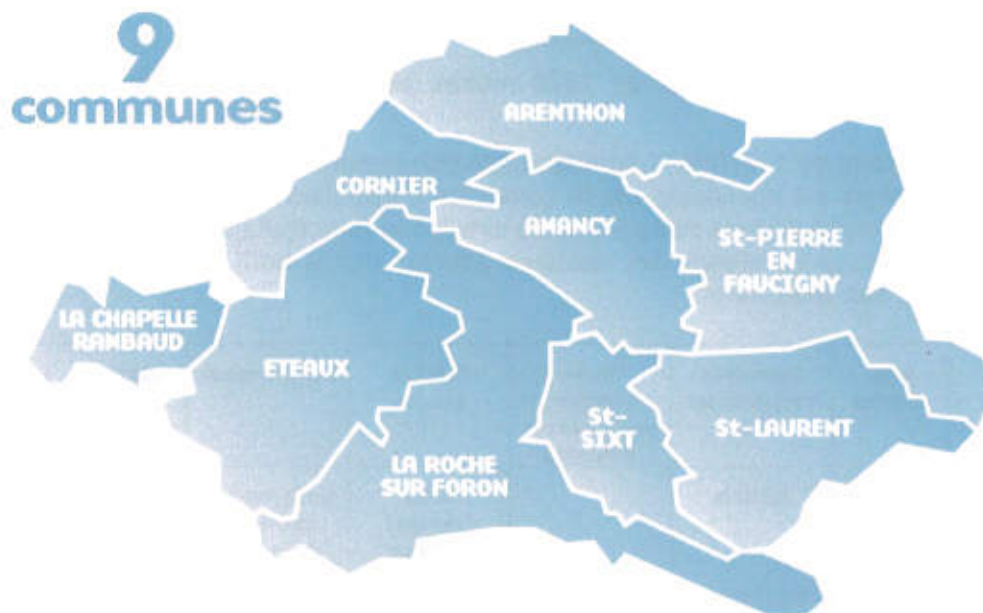 9
communes
ARENTHON
CORNIER
AMANCY
St-PIERRE
EN
FAUCIGNY
LA CHAPELLE
RAMBAUD
ETEAUX
St-
SIXT
St-LAURENT
LA ROCHE
SUR FORON